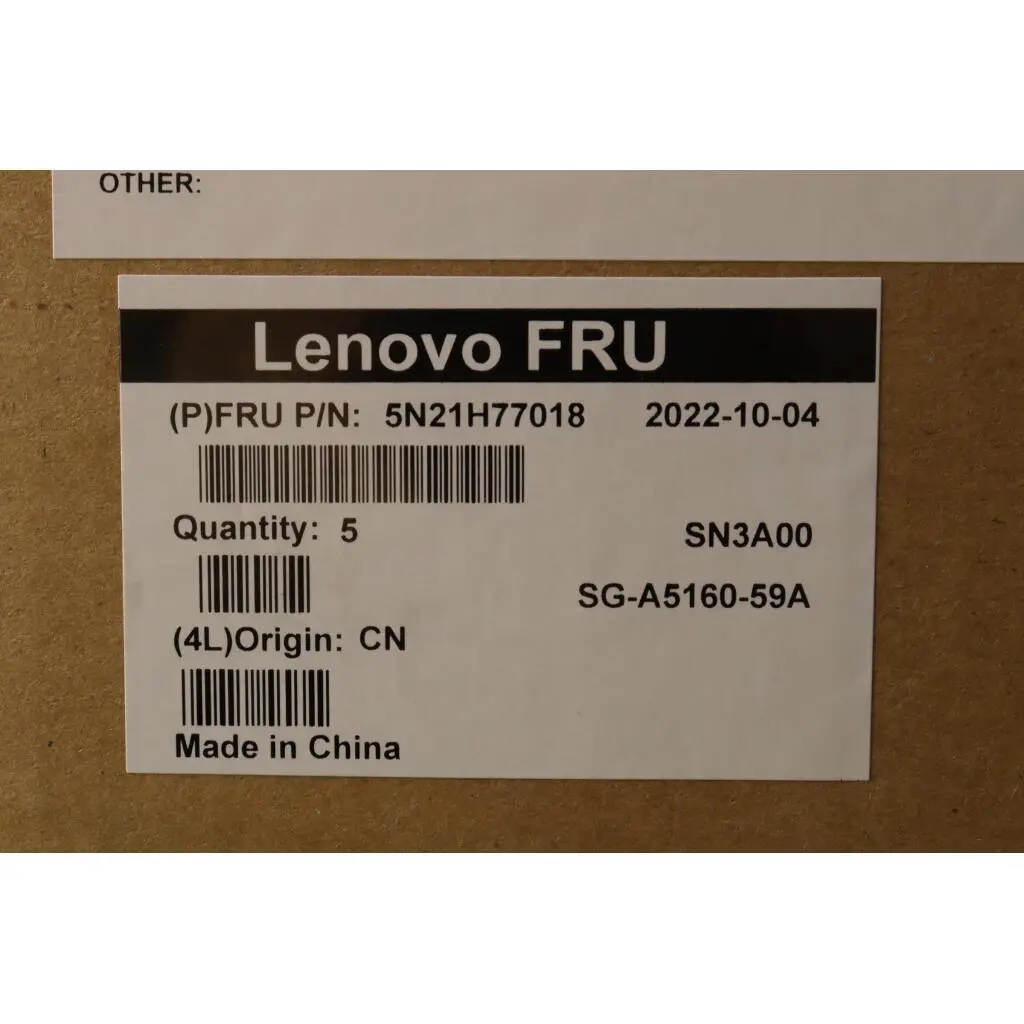 OTHER:
Lenovo FRU
(P)FRU P/N: 5N21H77018 2022-10-04
Quantity: 5 SN3A00
SG-A5160-59A
(4L)Origin: CN
Made in China